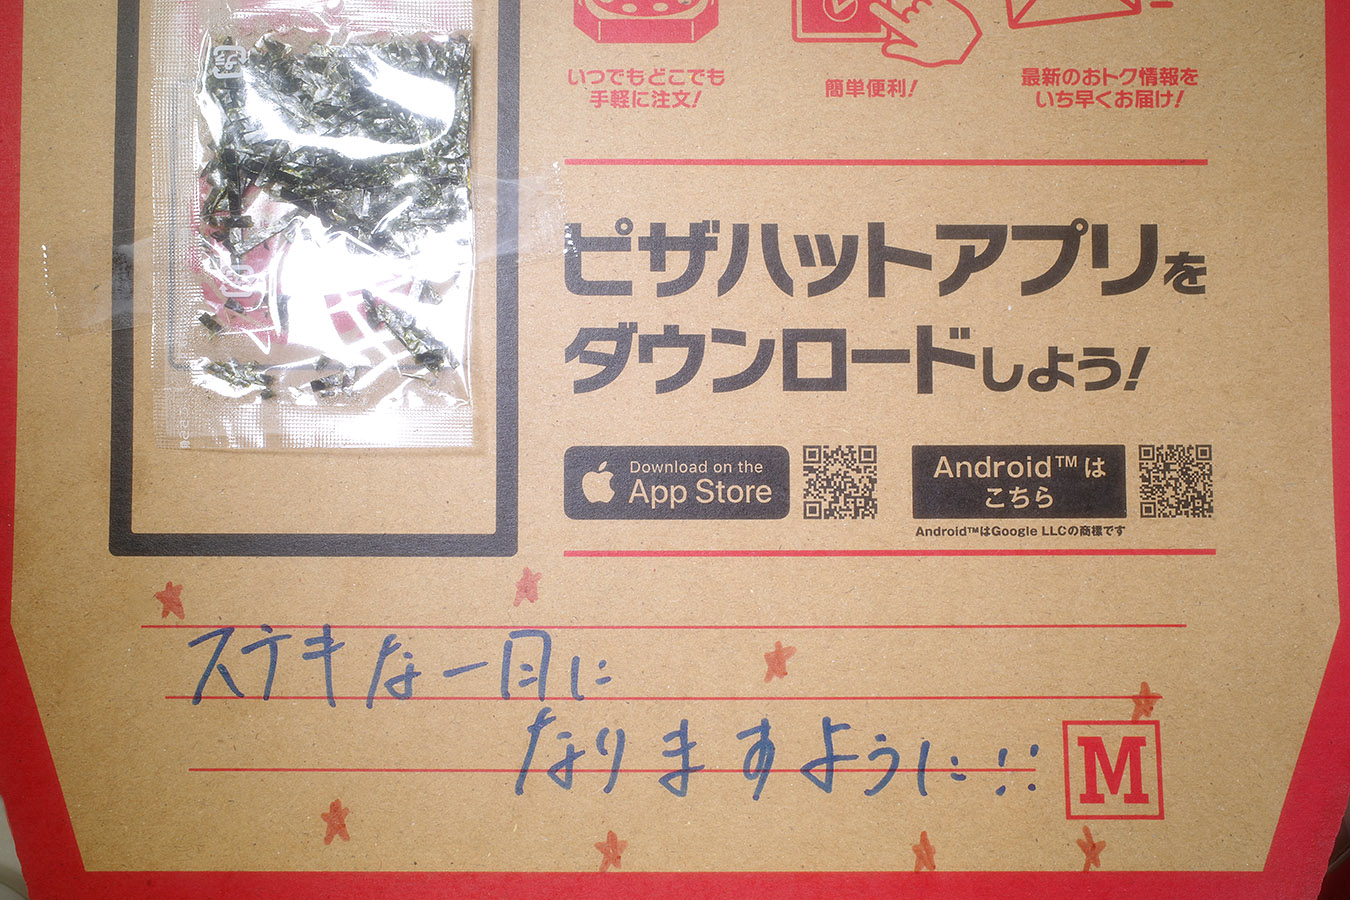 いつでもどこでも
手軽に注文!
簡単便利!
最新のおトク情報を
いち早くお届け!
ピザハットアプリを
ダウンロードしよう!
Download on the
App Store
Android™は
こちら
Android™はGoogle LLCの商標です
ステキな一日に
なりますように!!
M